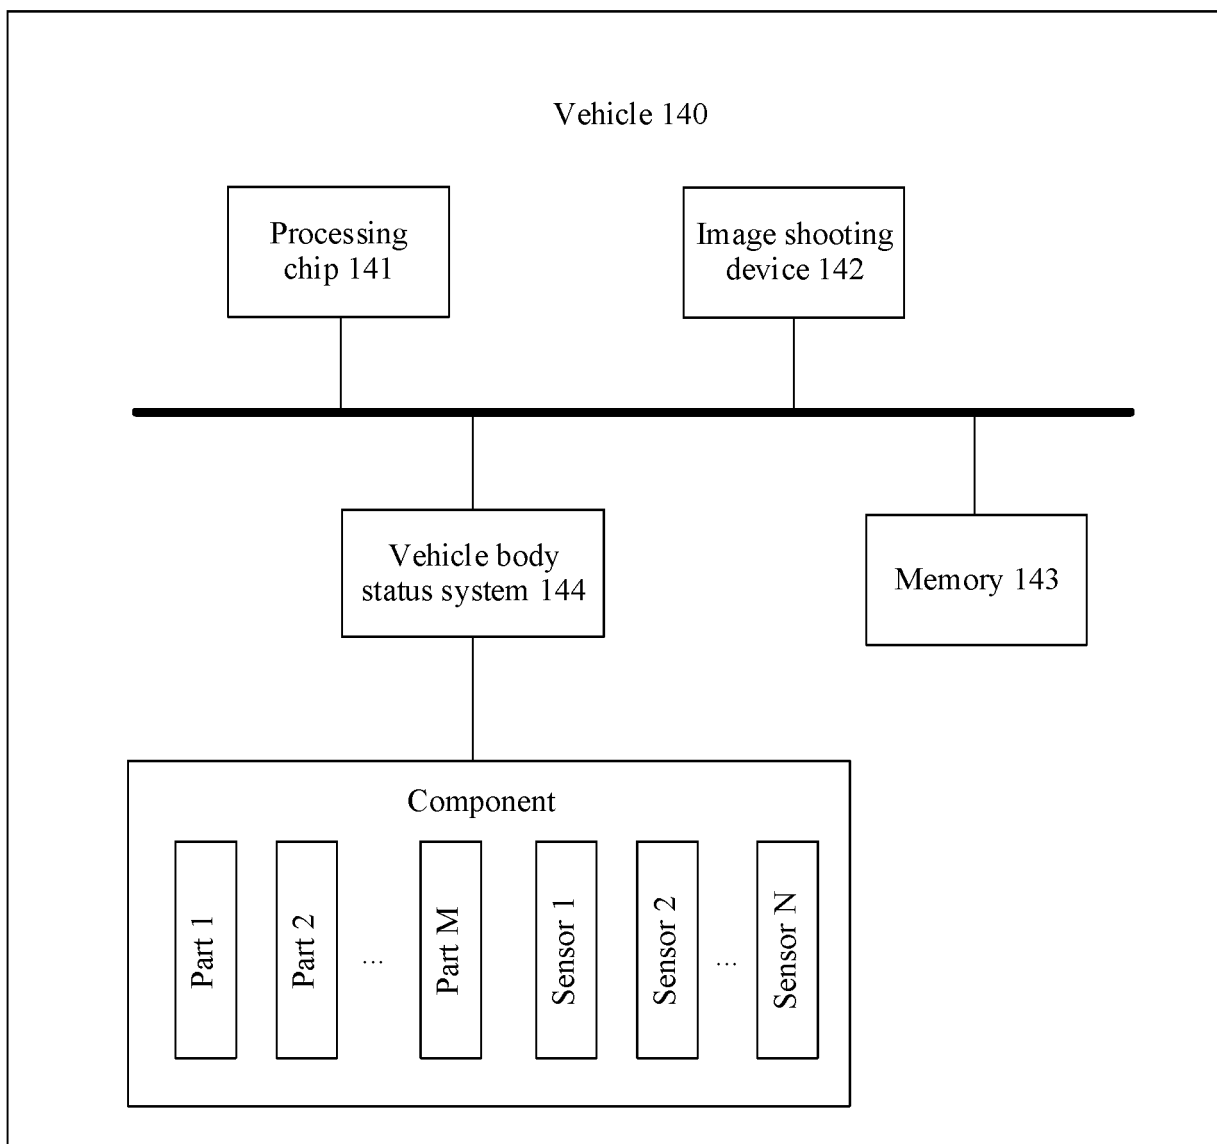 Vehicle 140
Processing
chip 141
Image shooting
device 142
Vehicle body
status system 144
Memory 143
Component
Part 1
Part 2
...
Part M
Sensor 1
Sensor 2
...
Sensor N